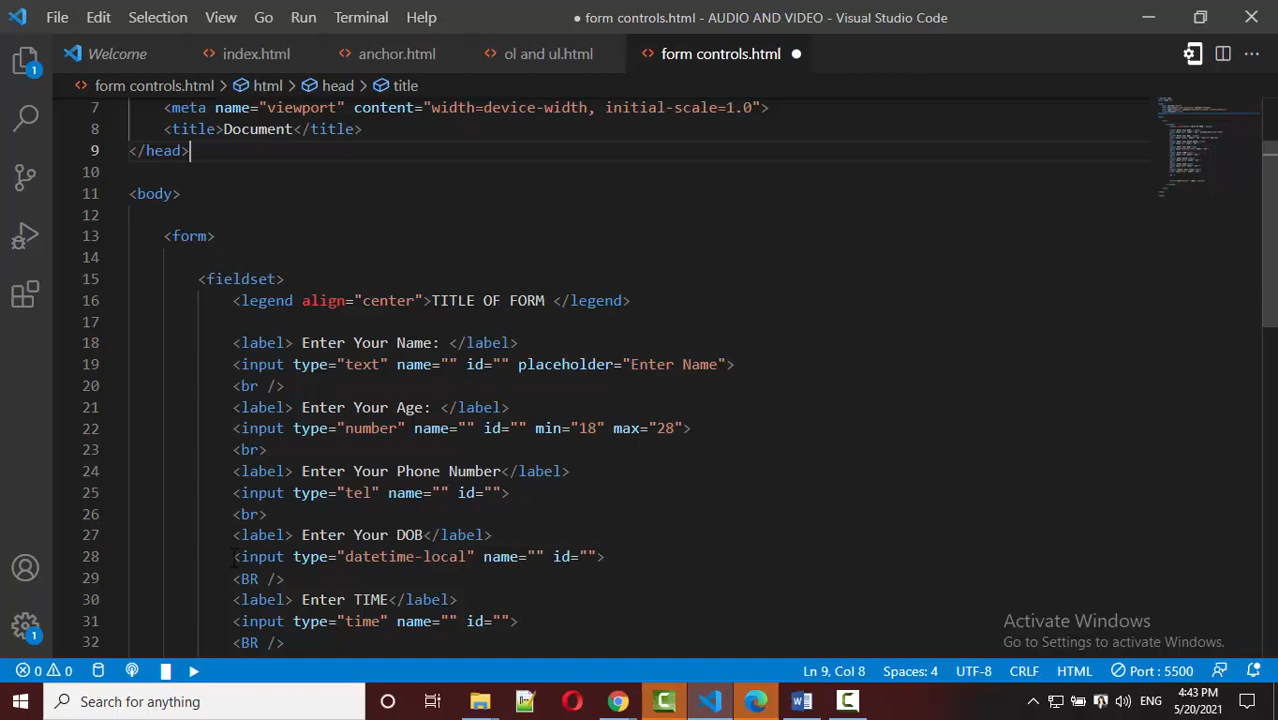 File Edit Selection View Go Run Terminal Help ● form controls.html - AUDIO AND VIDEO - Visual Studio Code
Welcome index.html anchor.html ol and ul.html form controls.html
form controls.html > html > head > title
7 <meta name="viewport" content="width=device-width, initial-scale=1.0">
8 <title>Document</title>
9 </head>
10
11 <body>
12
13 <form>
14
15 <fieldset>
16 <legend align="center">TITLE OF FORM </legend>
17
18 <label> Enter Your Name: </label>
19 <input type="text" name="" id="" placeholder="Enter Name">
20 <br />
21 <label> Enter Your Age: </label>
22 <input type="number" name="" id="" min="18" max="28">
23 <br>
24 <label> Enter Your Phone Number</label>
25 <input type="tel" name="" id="">
26 <br>
27 <label> Enter Your DOB</label>
28 <input type="datetime-local" name="" id="">
29 <BR />
30 <label> Enter TIME</label>
31 <input type="time" name="" id="">
32 <BR />
1
1
Activate Windows
Go to Settings to activate Windows.
0 0 Ln 9, Col 8 Spaces: 4 UTF-8 CRLF HTML Port : 5500
Search for anything ENG 4:43 PM
5/20/2021